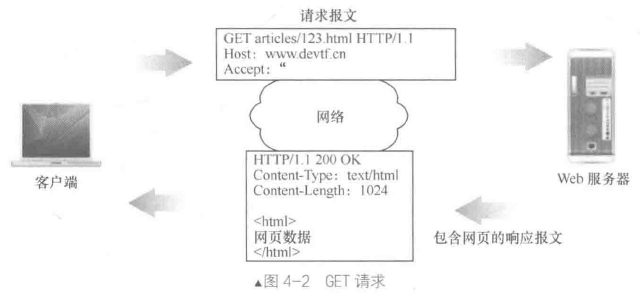 请求报文
GET articles/123.html HTTP/1.1
Host：www.devtf.cn
Accept：“
网络
客户端
Web 服务器
HTTP/1.1 200 OK
Content-Type：text/html
Content-Length：1024
<html>
网页数据
</html>
包含网页的响应报文
▲图 4-2 GET 请求